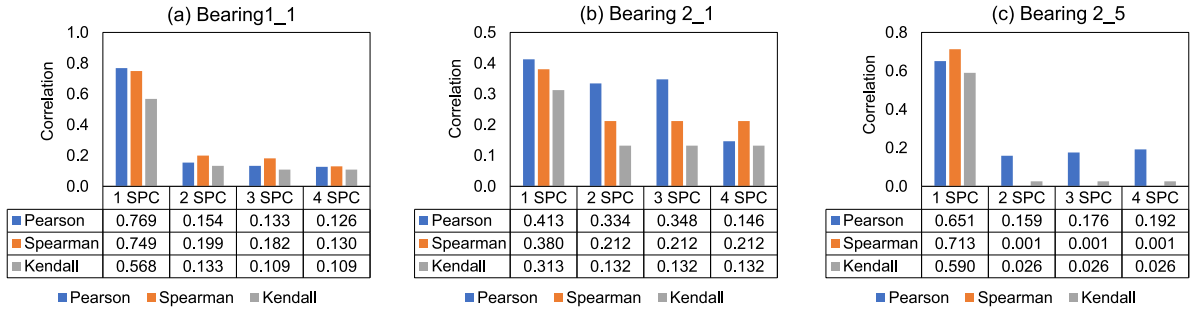 (a) Bearing1_1
Correlation
1.0
0.8
0.6
0.4
0.2
0.0
1 SPC 2 SPC 3 SPC 4 SPC
Pearson 0.769 0.154 0.133 0.126
Spearman 0.749 0.199 0.182 0.130
Kendall 0.568 0.133 0.109 0.109
Pearson Spearman Kendall
(b) Bearing 2_1
Correlation
0.5
0.4
0.3
0.2
0.1
0.0
1 SPC 2 SPC 3 SPC 4 SPC
Pearson 0.413 0.334 0.348 0.146
Spearman 0.380 0.212 0.212 0.212
Kendall 0.313 0.132 0.132 0.132
Pearson Spearman Kendall
(c) Bearing 2_5
Correlation
0.8
0.6
0.4
0.2
0.0
1 SPC 2 SPC 3 SPC 4 SPC
Pearson 0.651 0.159 0.176 0.192
Spearman 0.713 0.001 0.001 0.001
Kendall 0.590 0.026 0.026 0.026
Pearson Spearman Kendall